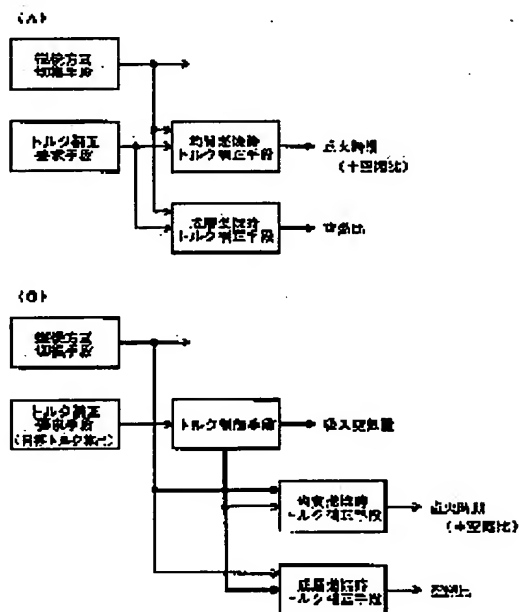 (A)
燃焼方式
切換手段
トルク補正
要求手段
均質燃焼時
トルク補正手段
点火時期
(+空燃比)
成層燃焼時
トルク補正手段
空燃比
(B)
燃焼方式
切換手段
トルク補正
要求手段
(目標トルク算出)
トルク制御手段
吸入空気量
均質燃焼時
トルク補正手段
点火時期
(+空燃比)
成層燃焼時
トルク補正手段
空燃比